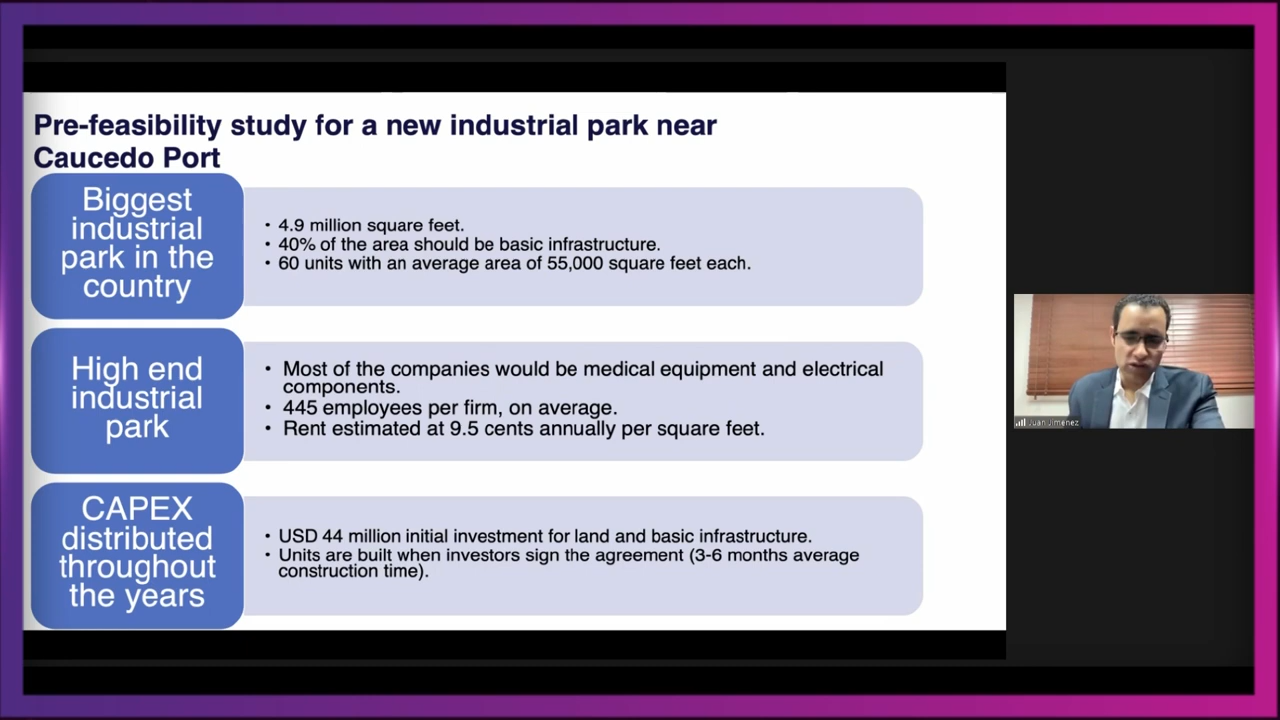 Pre-feasibility study for a new industrial park near
Caucedo Port
Biggest
industrial
park in the
country
• 4.9 million square feet.
• 40% of the area should be basic infrastructure.
• 60 units with an average area of 55,000 square feet each.
High end
industrial
park
• Most of the companies would be medical equipment and electrical
components.
• 445 employees per firm, on average.
• Rent estimated at 9.5 cents annually per square feet.
CAPEX
distributed
throughout
the years
• USD 44 million initial investment for land and basic infrastructure.
• Units are built when investors sign the agreement (3-6 months average
construction time).
Juan Jimenez